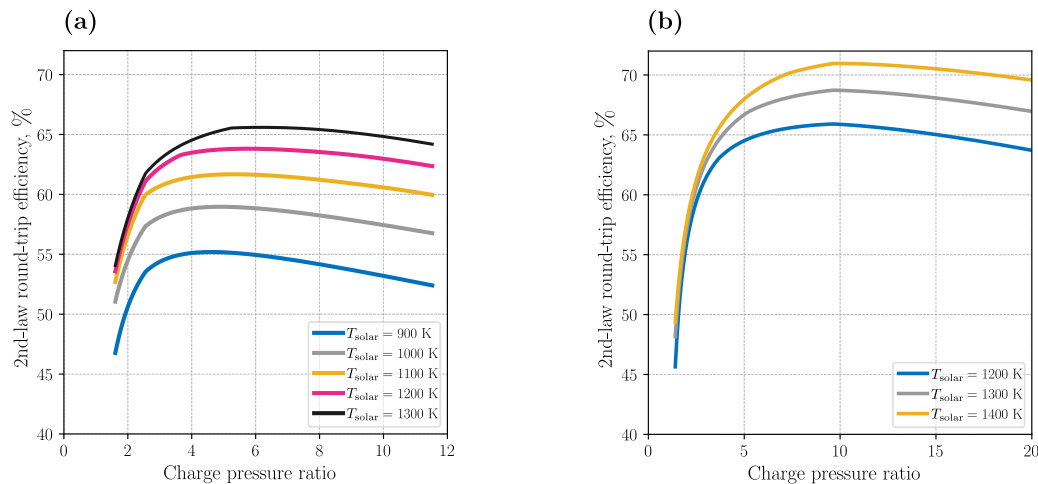 (a)
2nd-law round-trip efficiency, %
70
65
60
55
50
45
40
0 2 4 6 8 10 12
Charge pressure ratio
T_solar = 900 K
T_solar = 1000 K
T_solar = 1100 K
T_solar = 1200 K
T_solar = 1300 K
(b)
2nd-law round-trip efficiency, %
70
65
60
55
50
45
40
0 5 10 15 20
Charge pressure ratio
T_solar = 1200 K
T_solar = 1300 K
T_solar = 1400 K